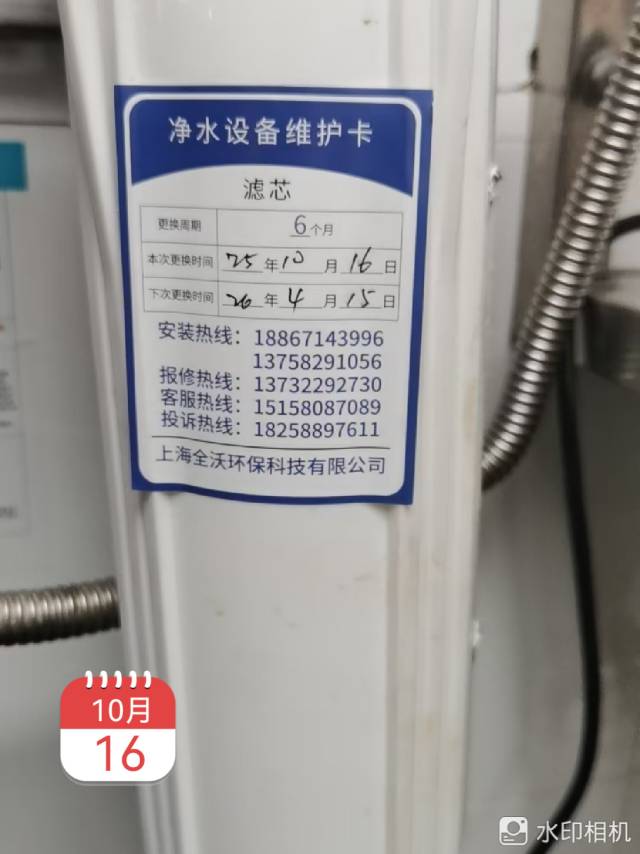 净水设备维护卡
滤芯
更换周期 6个月
本次更换时间 25年10月16日
下次更换时间 26年4月15日
安装热线：18867143996
13758291056
报修热线：13732292730
客服热线：15158087089
投诉热线：18258897611
上海全沃环保科技有限公司
10月
16
水印相机